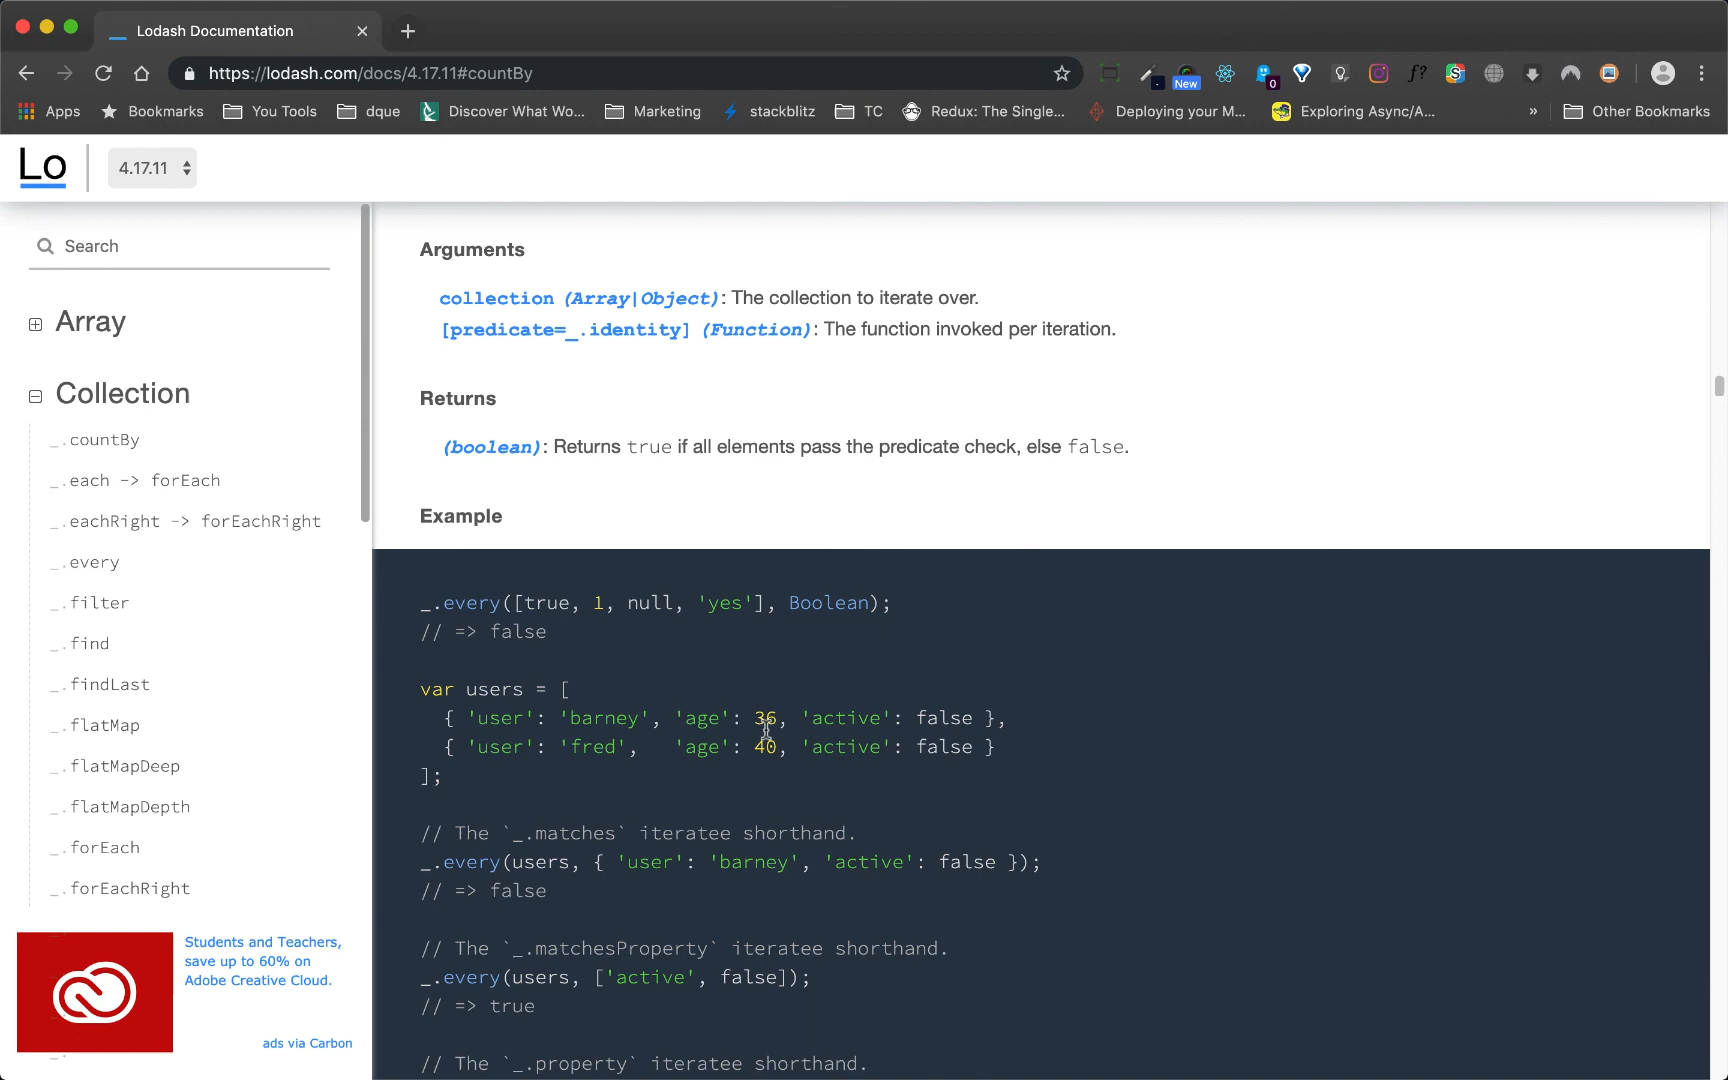 Lodash Documentation
https://lodash.com/docs/4.17.11#countBy
New
0
f?
Apps
Bookmarks
You Tools
dque
Discover What Wo...
Marketing
stackblitz
TC
Redux: The Single...
Deploying your M...
Exploring Async/A...
»
Other Bookmarks
Lo
4.17.11
Search
Array
Collection
_.countBy
_.each -> forEach
_.eachRight -> forEachRight
_.every
_.filter
_.find
_.findLast
_.flatMap
_.flatMapDeep
_.flatMapDepth
_.forEach
_.forEachRight
Students and Teachers,
save up to 60% on
Adobe Creative Cloud.
ads via Carbon
Arguments
collection (Array|Object): The collection to iterate over.
[predicate=_.identity] (Function): The function invoked per iteration.
Returns
(boolean): Returns true if all elements pass the predicate check, else false.
Example
_.every([true, 1, null, 'yes'], Boolean);
// => false
var users = [
{ 'user': 'barney', 'age': 36, 'active': false },
{ 'user': 'fred', 'age': 40, 'active': false }
];
// The `_.matches` iteratee shorthand.
_.every(users, { 'user': 'barney', 'active': false });
// => false
// The `_.matchesProperty` iteratee shorthand.
_.every(users, ['active', false]);
// => true
// The `_.property` iteratee shorthand.